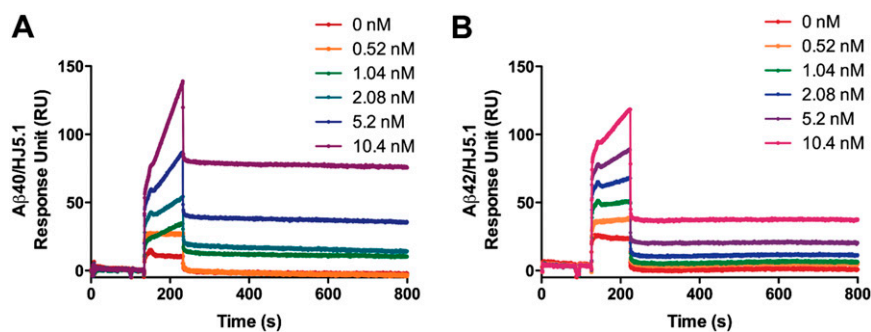 A
0 nM
0.52 nM
1.04 nM
2.08 nM
5.2 nM
10.4 nM
Aβ40/HJ5.1
Response Unit (RU)
150
100
50
0
0
200
400
600
800
Time (s)
B
0 nM
0.52 nM
1.04 nM
2.08 nM
5.2 nM
10.4 nM
Aβ42/HJ5.1
Response Unit (RU)
150
100
50
0
0
200
400
600
800
Time (s)